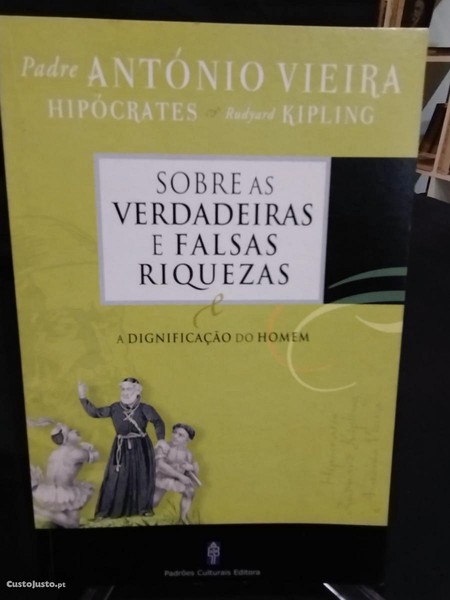 Padre ANTÓNIO VIEIRA
HIPÓCRATES e Rudyard KIPLING
SOBRE AS
VERDADEIRAS
E FALSAS
RIQUEZAS
e
A DIGNIFICAÇÃO DO HOMEM
Padrões Culturais Editora
CustoJusto.pt